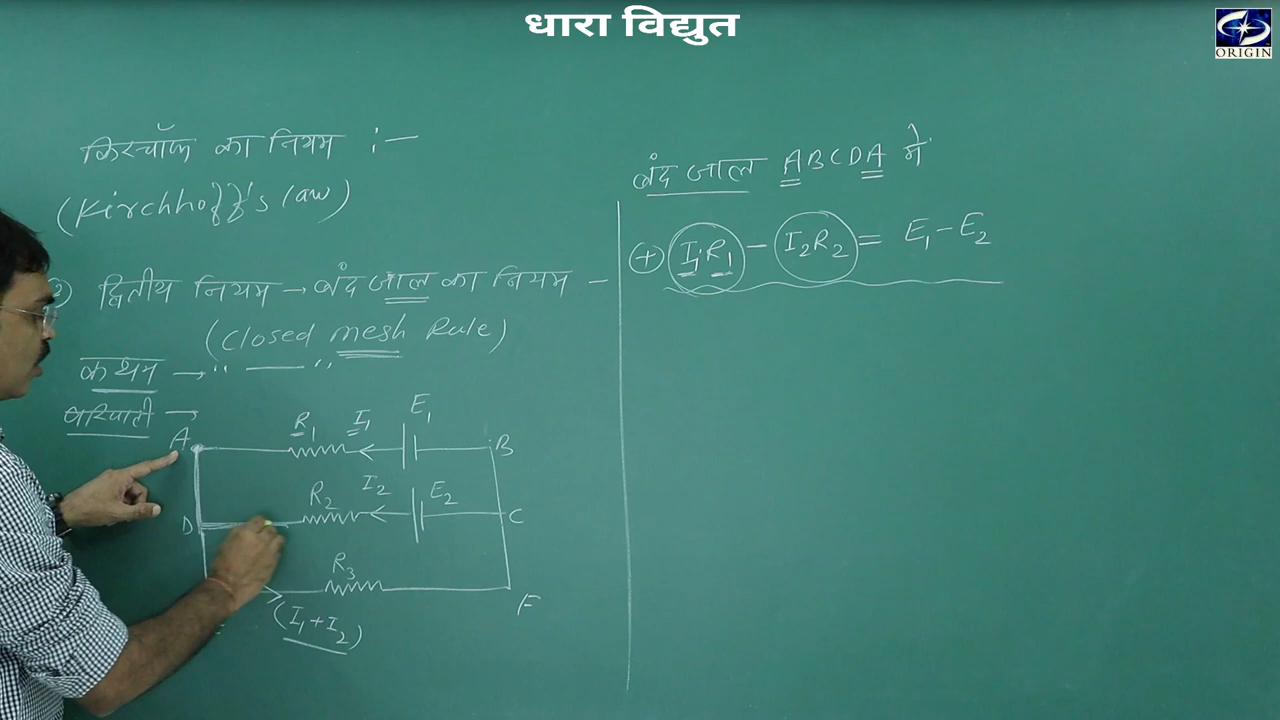 धारा विद्युत
ORIGIN
किरचॉफ का नियम :-
(Kirchhoff's law)
2) द्वितीय नियम → बंद जाल का नियम -
(Closed mesh Rule)
कथन → " — "
परिपाटी →
A R₁ I₁ E₁ B
D R₂ I₂ E₂ C
R₃
(I₁+I₂) F
बंद जाल ABCDA में
+ I₁R₁ - I₂R₂ = E₁-E₂